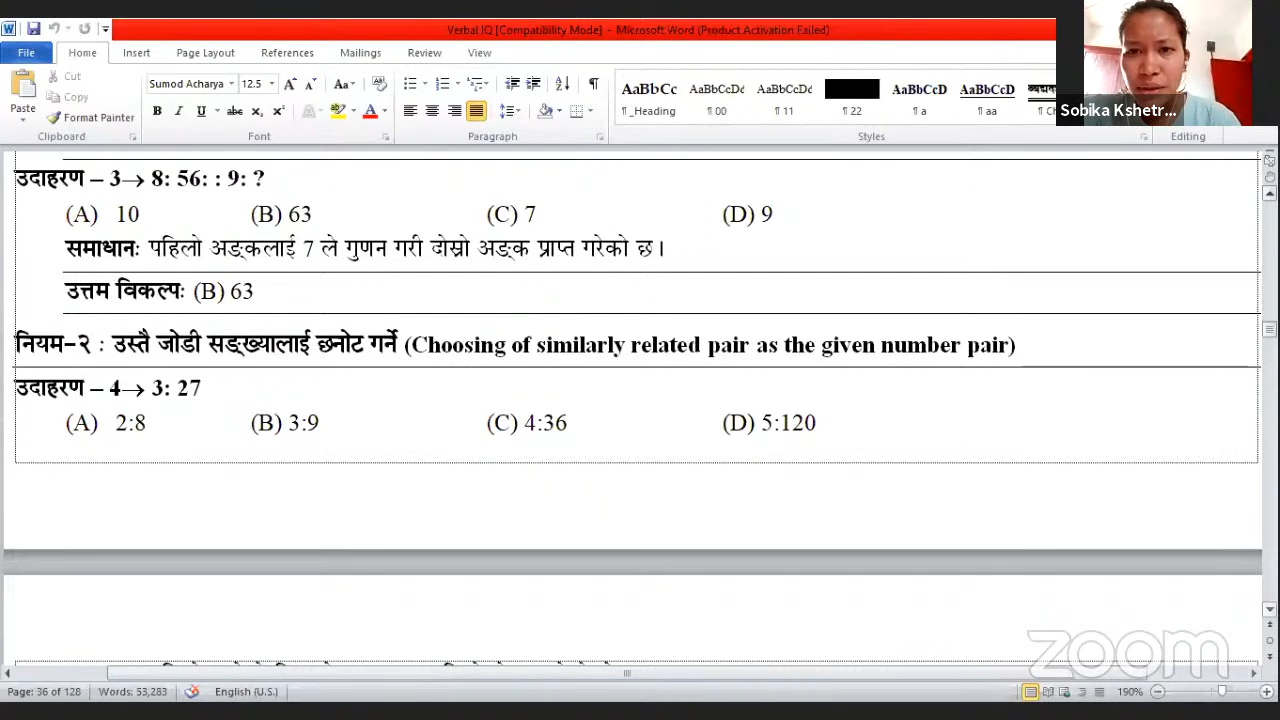 Verbal IQ [Compatibility Mode] - Microsoft Word (Product Activation Failed)
File Home Insert Page Layout References Mailings Review View
Paste Cut Copy Format Painter
Clipboard
Sumod Acharya 12.5
Font
Paragraph
AaBbCc AaBbCcDc AaBbCcDc AaBbCcD AaBbCcD
¶_Heading ¶ 00 ¶ 11 ¶ 22 ¶ a ¶ aa
Styles
Editing
Sobika Kshetr...
उदाहरण – 3→ 8: 56: : 9: ?
(A) 10 (B) 63 (C) 7 (D) 9
समाधानः पहिलो अङ्कलाई 7 ले गुणन गरी दोस्रो अङ्क प्राप्त गरेको छ।
उत्तम विकल्पः (B) 63
नियम-२ : उस्तै जोडी सङ्ख्यालाई छनोट गर्ने (Choosing of similarly related pair as the given number pair)
उदाहरण – 4→ 3: 27
(A) 2:8 (B) 3:9 (C) 4:36 (D) 5:120
zoom
Page: 36 of 128 Words: 53,283 English (U.S.) 190%